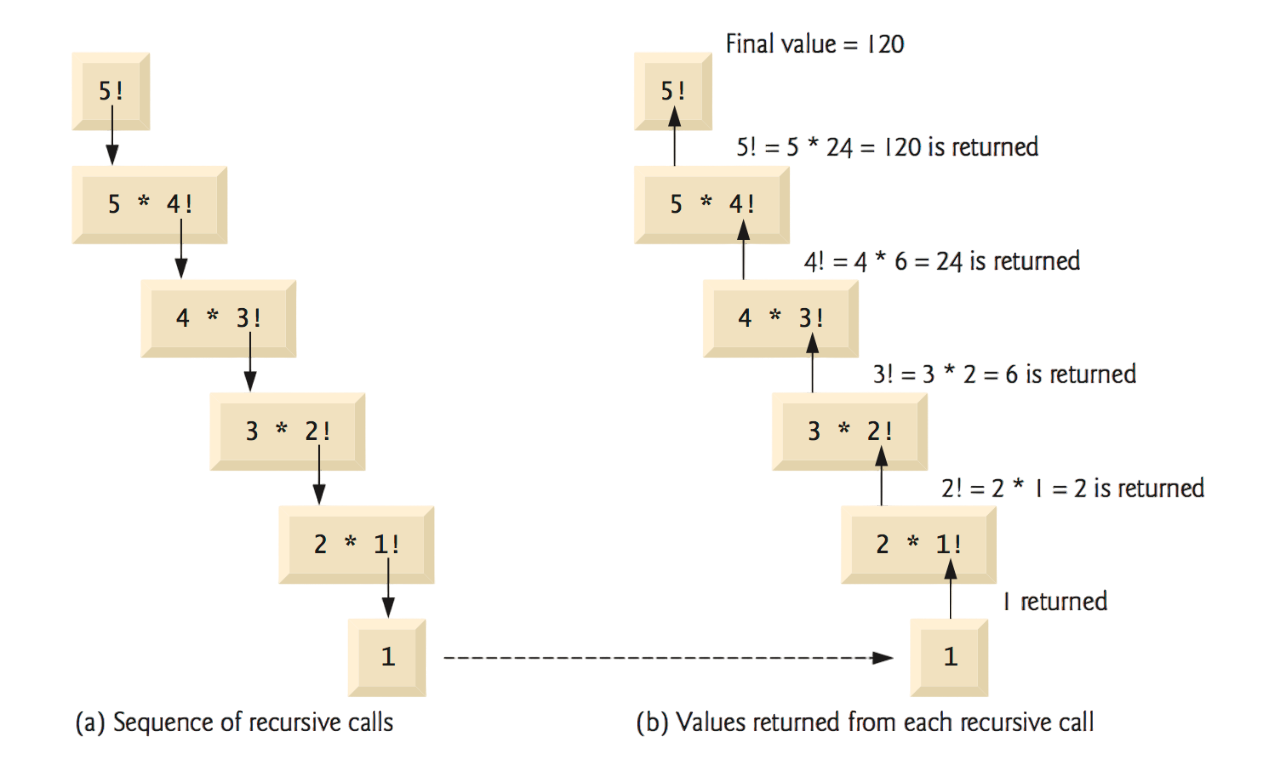 5!
5 * 4!
4 * 3!
3 * 2!
2 * 1!
1
(a) Sequence of recursive calls
Final value = 120
5!
5! = 5 * 24 = 120 is returned
5 * 4!
4! = 4 * 6 = 24 is returned
4 * 3!
3! = 3 * 2 = 6 is returned
3 * 2!
2! = 2 * 1 = 2 is returned
2 * 1!
1 returned
1
(b) Values returned from each recursive call